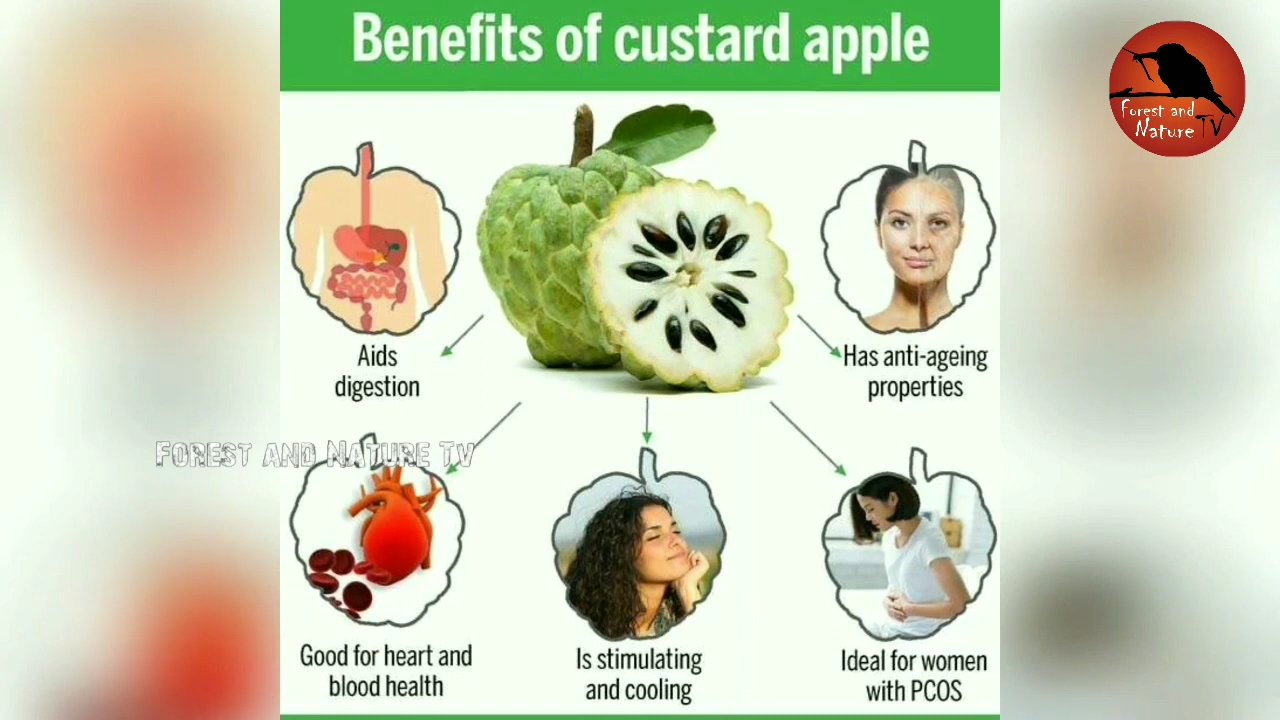 Benefits of custard apple
Forest and
Nature TV
Aids
digestion
Has anti-ageing
properties
Forest and Nature Tv
Good for heart and
blood health
Is stimulating
and cooling
Ideal for women
with PCOS